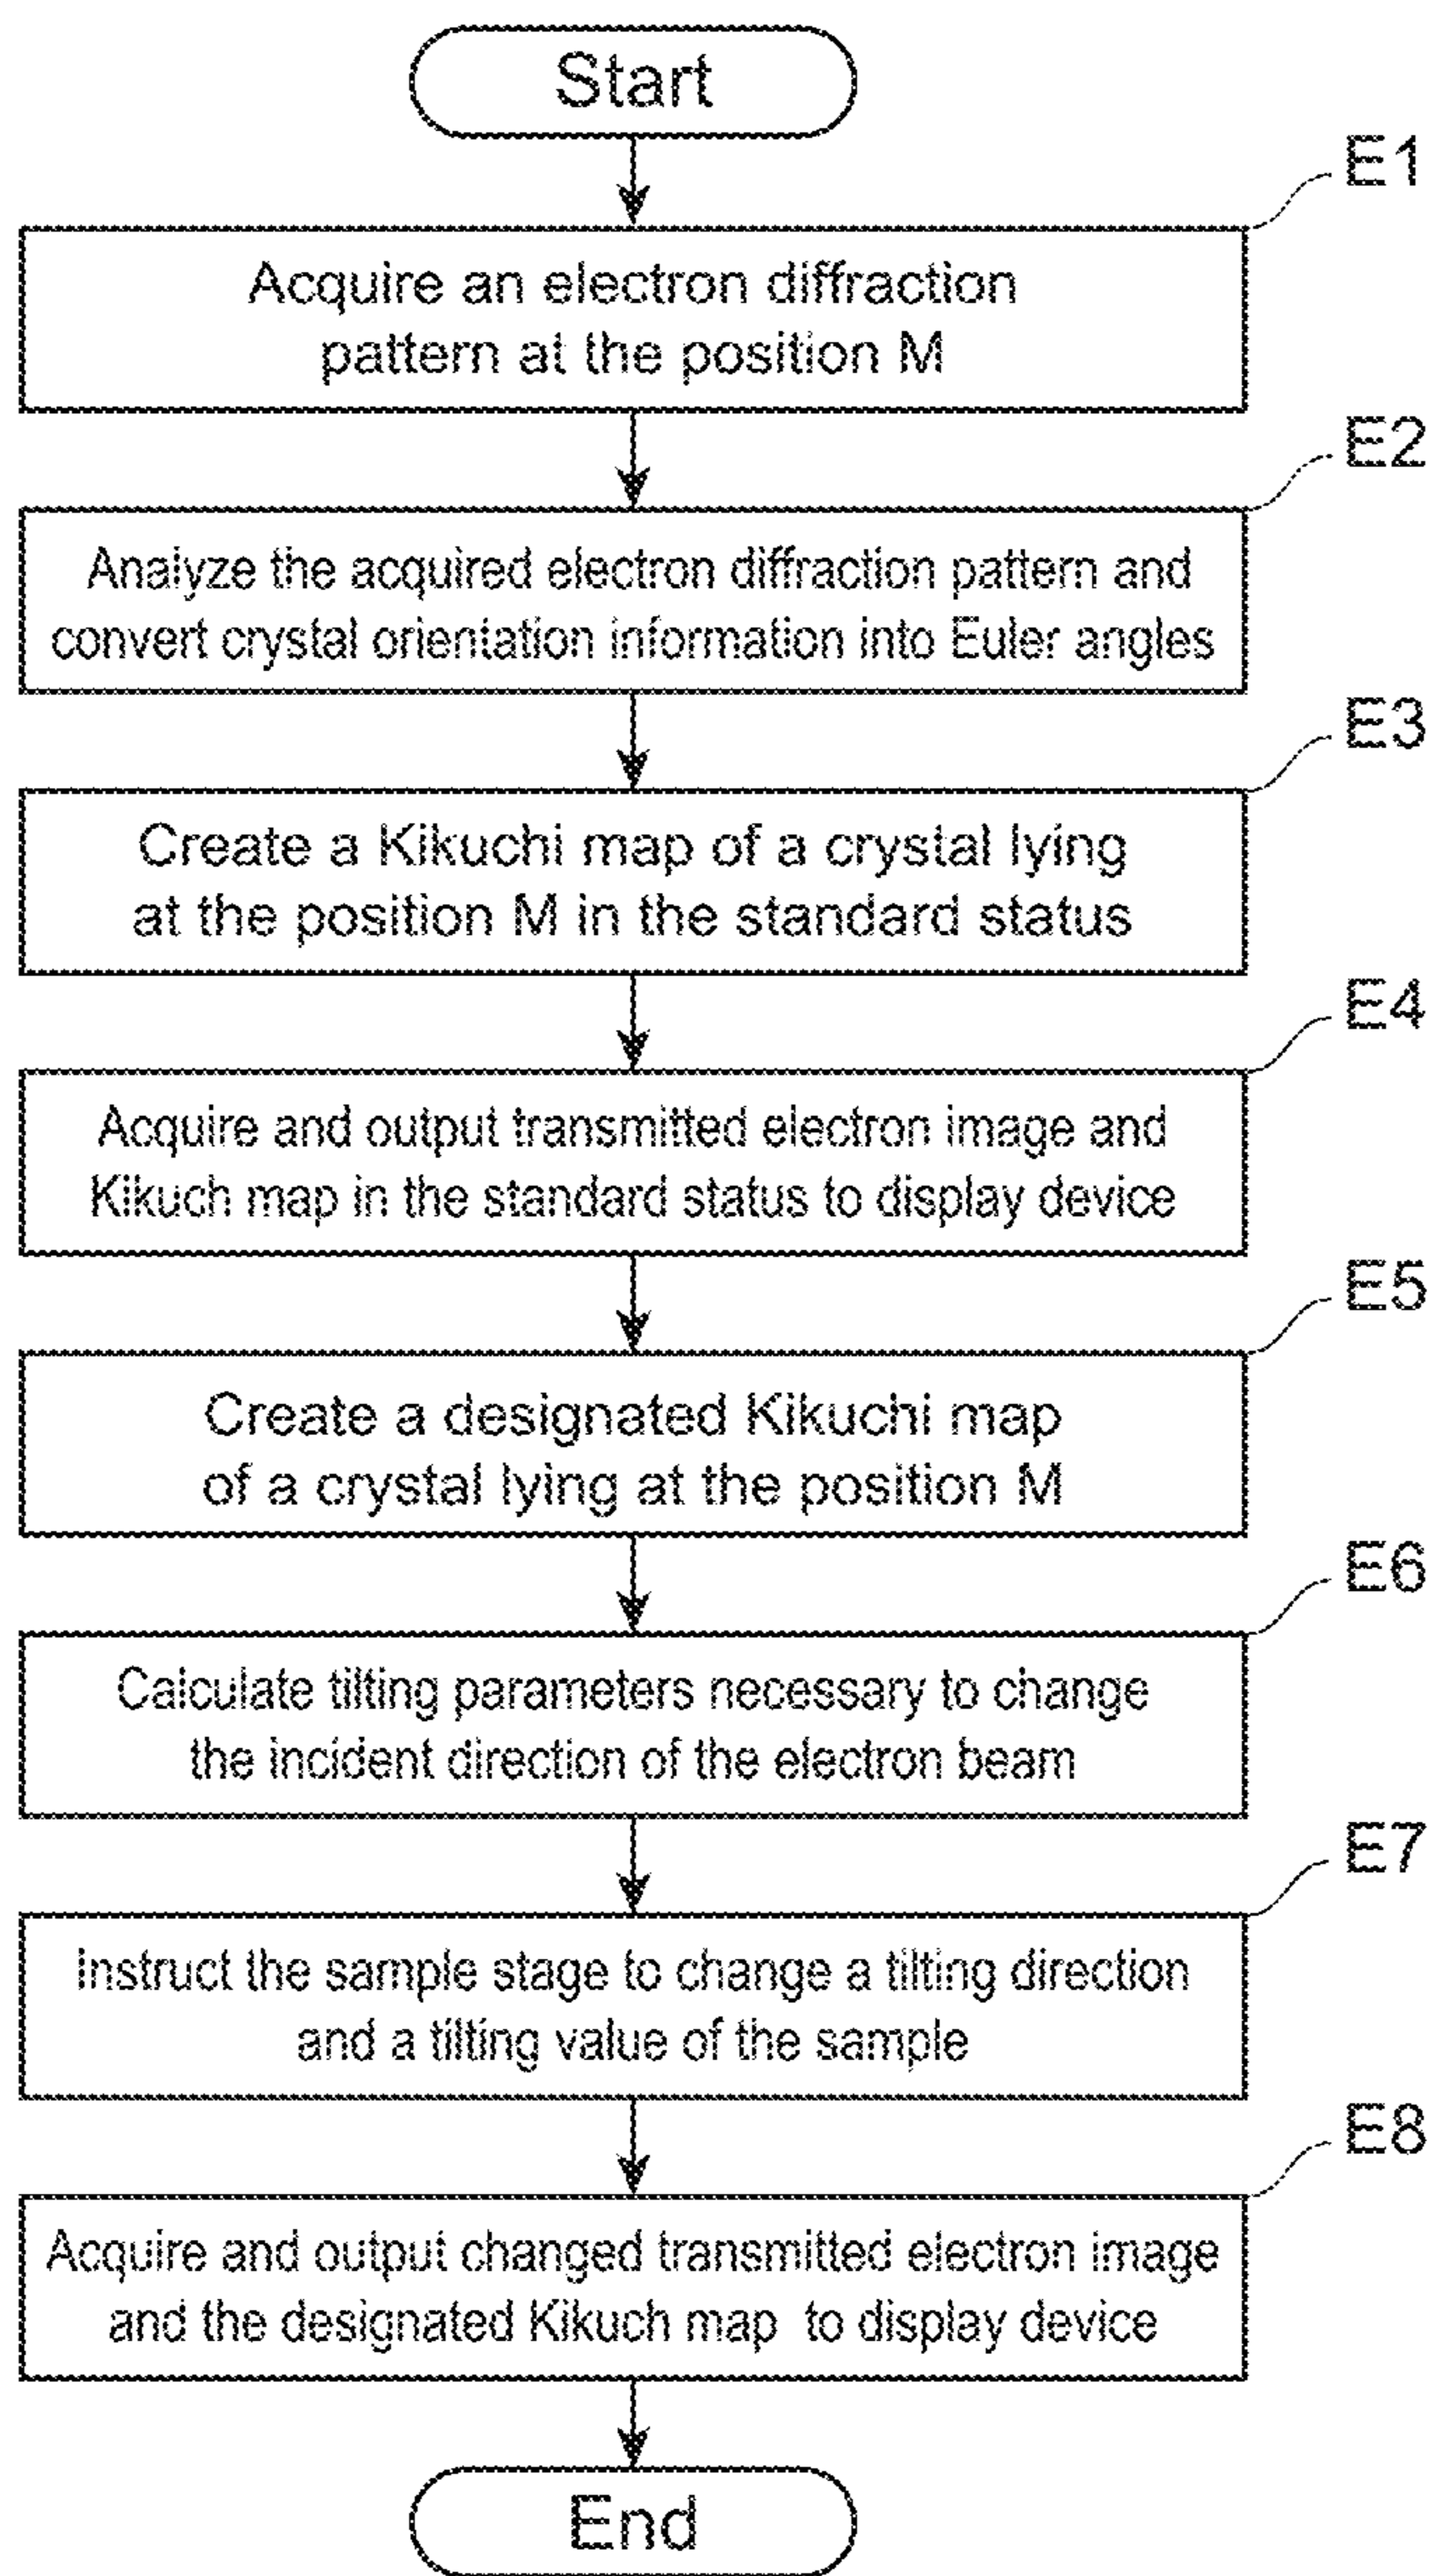 Start
E1
Acquire an electron diffraction
pattern at the position M
E2
Analyze the acquired electron diffraction pattern and
convert crystal orientation information into Euler angles
E3
Create a Kikuchi map of a crystal lying
at the position M in the standard status
E4
Acquire and output transmitted electron image and
Kikuch map in the standard status to display device
E5
Create a designated Kikuchi map
of a crystal lying at the position M
E6
Calculate tilting parameters necessary to change
the incident direction of the electron beam
E7
Instruct the sample stage to change a tilting direction
and a tilting value of the sample
E8
Acquire and output changed transmitted electron image
and the designated Kikuch map to display device
End